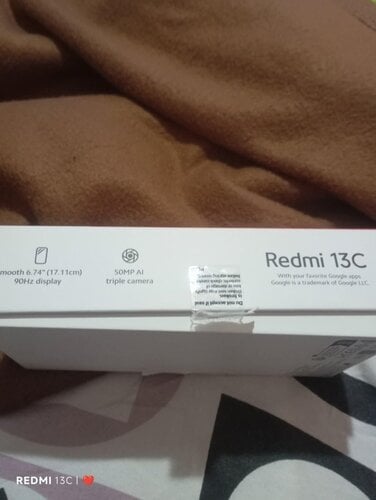 Redmi 13C
With your favorite Google apps
Google is a trademark of Google LLC.
mooth 6.74" (17.11cm)
90Hz display
50MP AI
triple camera
Do not accept if seal
is broken.
REDMI 13C | ❤️